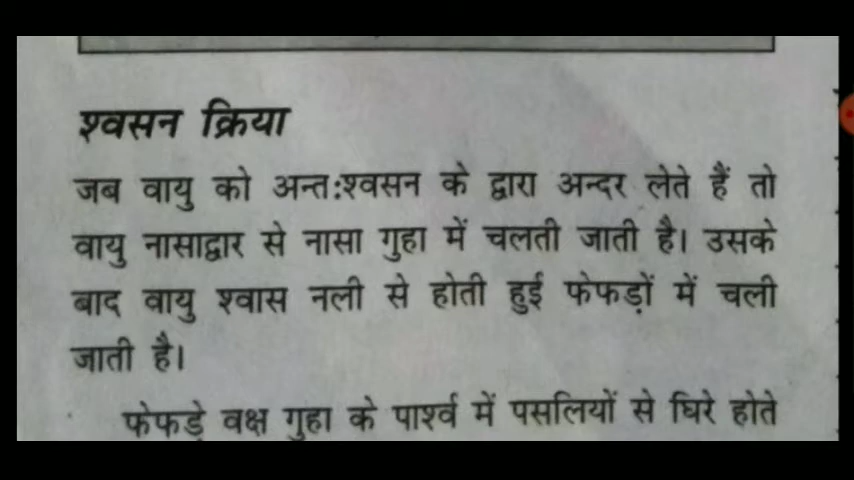 श्वसन क्रिया
जब वायु को अन्तःश्वसन के द्वारा अन्दर लेते हैं तो
वायु नासाद्वार से नासा गुहा में चलती जाती है। उसके
बाद वायु श्वास नली से होती हुई फेफड़ों में चली
जाती है।
फेफड़े वक्ष गुहा के पार्श्व में पसलियों से घिरे होते